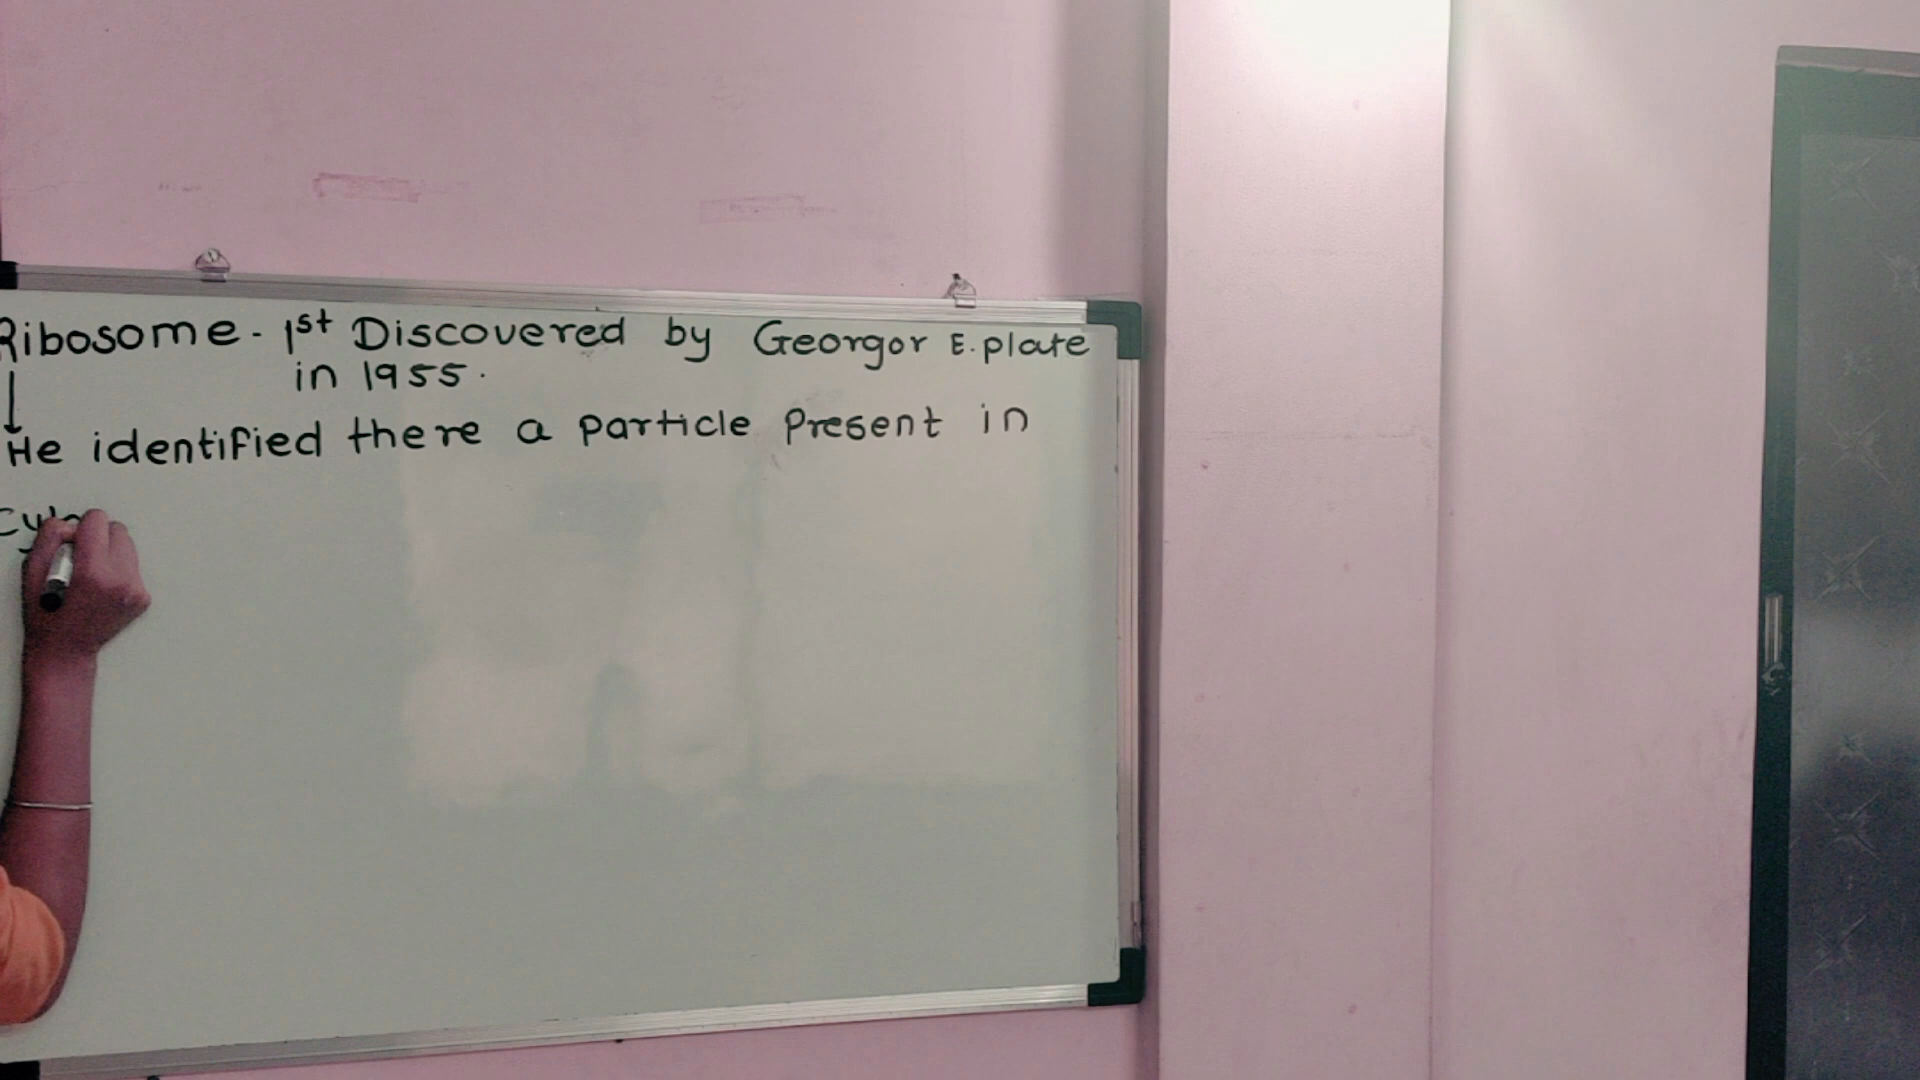 Ribosome - 1st Discovered by Georgor E. plate
in 1955.
↓
He identified there a particle Present in